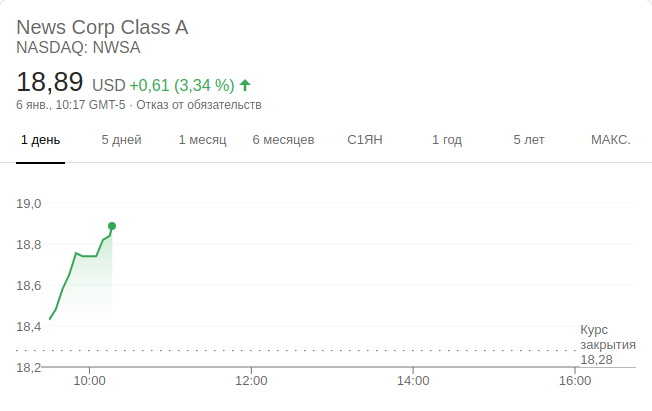 News Corp Class A
NASDAQ: NWSA
18,89 USD +0,61 (3,34 %)
6 янв., 10:17 GMT-5 · Отказ от обязательств
1 день 5 дней 1 месяц 6 месяцев С1ЯН 1 год 5 лет МАКС.
19,0
18,8
18,6
18,4
Курс
закрытия
18,28
18,2
10:00 12:00 14:00 16:00